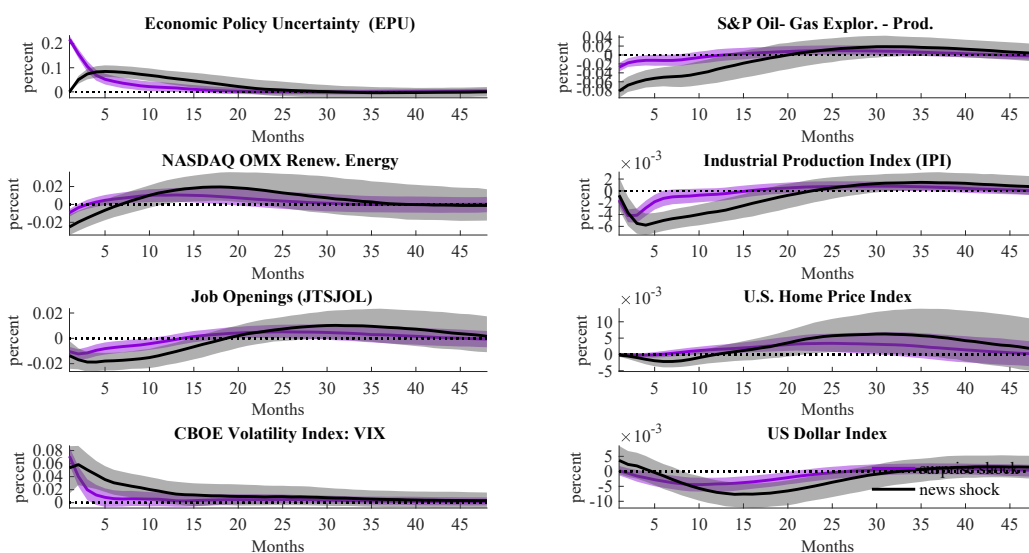 Economic Policy Uncertainty (EPU)
percent
0.2
0.1
0
5 10 15 20 25 30 35 40 45
Months
S&P Oil- Gas Explor. - Prod.
percent
0.04
0.02
0
-0.02
-0.04
-0.06
-0.08
5 10 15 20 25 30 35 40 45
Months
NASDAQ OMX Renew. Energy
percent
0.02
0
-0.02
5 10 15 20 25 30 35 40 45
Months
Industrial Production Index (IPI)
×10⁻³
percent
2
0
-2
-4
-6
5 10 15 20 25 30 35 40 45
Months
Job Openings (JTSJOL)
percent
0.02
0
-0.02
5 10 15 20 25 30 35 40 45
Months
U.S. Home Price Index
×10⁻³
percent
10
5
0
-5
5 10 15 20 25 30 35 40 45
Months
CBOE Volatility Index: VIX
percent
0.08
0.06
0.04
0.02
0
5 10 15 20 25 30 35 40 45
Months
US Dollar Index
×10⁻³
percent
5
0
-5
-10
surprise shock
news shock
5 10 15 20 25 30 35 40 45
Months